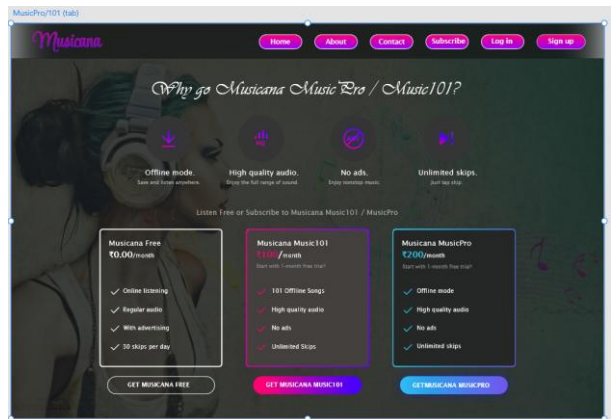 MusicPro/101 (tab)
Musicana
Home
About
Contact
Subscribe
Log in
Sign up
Why go Musicana Music Pro / Music101?
Offline mode.
Save and listen anywhere.
High quality audio.
Enjoy the full range of sound.
No ads.
Enjoy nonstop music.
Unlimited skips.
Just tap skip.
Listen Free or Subscribe to Musicana Music101 / MusicPro
Musicana Free
₹0.00/month
Online listening
Regular audio
With advertising
30 skips per day
GET MUSICANA FREE
Musicana Music101
₹100/month
Start with 1-month free trial*
101 Offline Songs
High quality audio
No ads
Unlimited Skips
GET MUSICANA MUSIC101
Musicana MusicPro
₹200/month
Start with 1-month free trial*
Offline mode
High quality audio
No ads
Unlimited skips
GETMUSICANA MUSICPRO